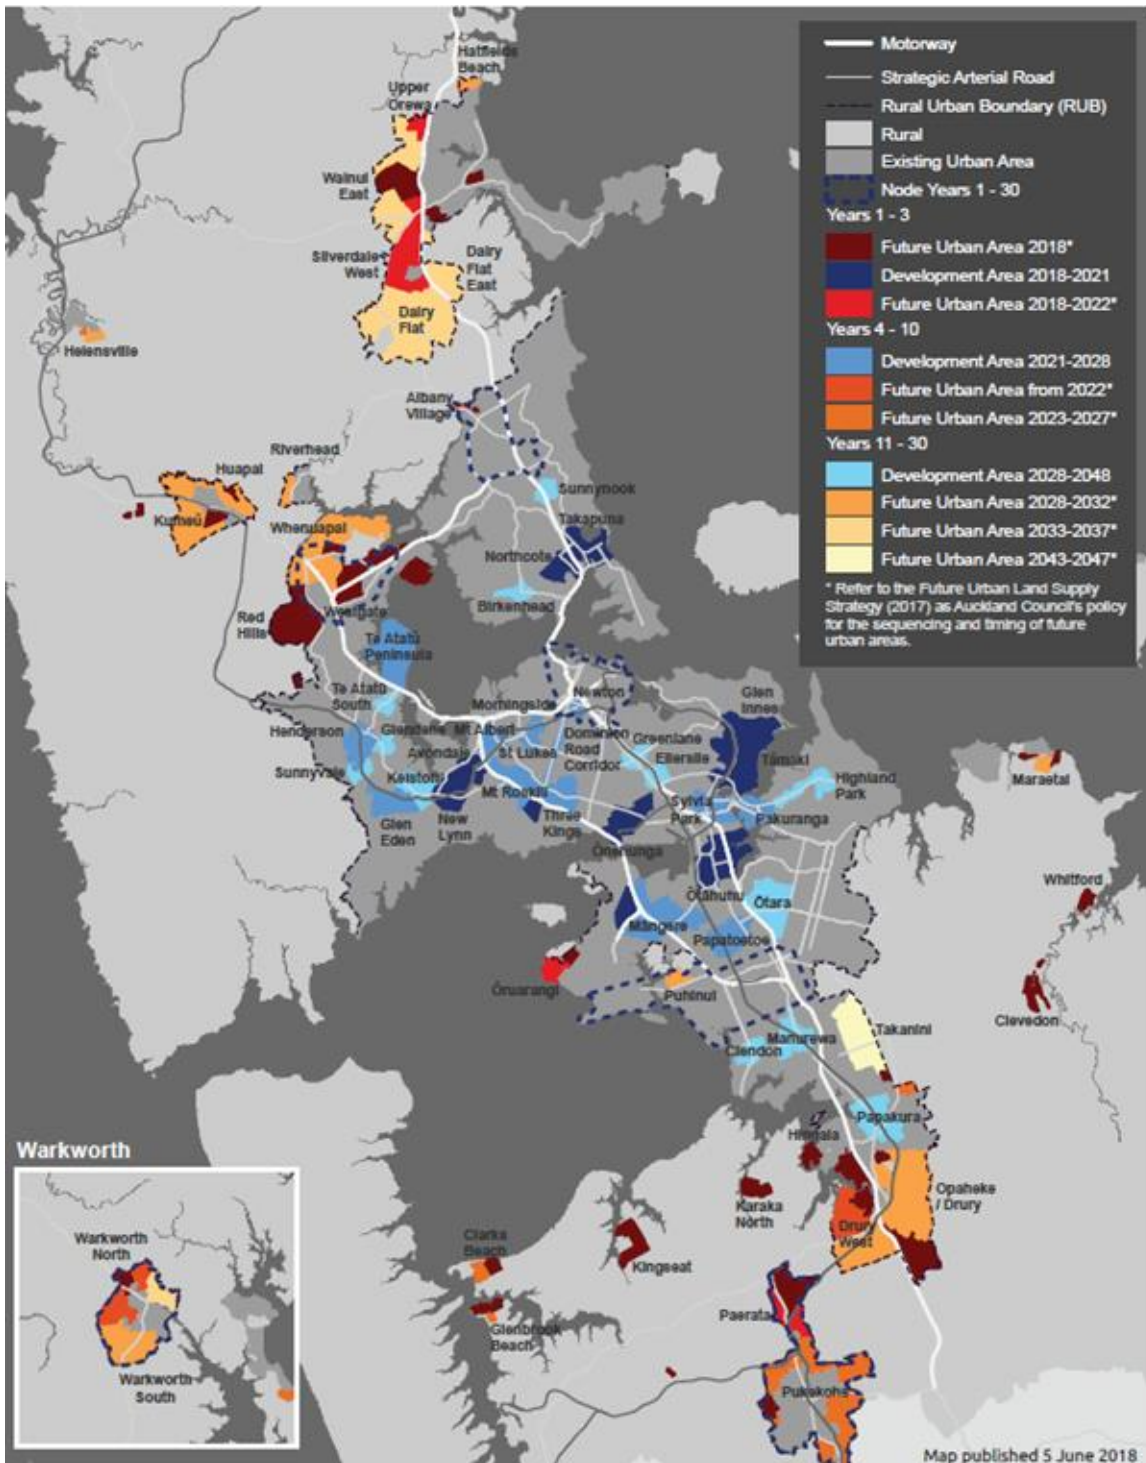 Motorway
Strategic Arterial Road
Rural Urban Boundary (RUB)
Rural
Existing Urban Area
Node Years 1 - 30
Years 1 - 3
Future Urban Area 2018*
Development Area 2018-2021
Future Urban Area 2018-2022*
Years 4 - 10
Development Area 2021-2028
Future Urban Area from 2022*
Future Urban Area 2023-2027*
Years 11 - 30
Development Area 2028-2048
Future Urban Area 2028-2032*
Future Urban Area 2033-2037*
Future Urban Area 2043-2047*
* Refer to the Future Urban Land Supply
Strategy (2017) as Auckland Council's policy
for the sequencing and timing of future
urban areas.
Hatfields
Beach
Upper
Orewa
Wainui
East
Silverdale
West
Dairy
Flat
East
Dairy
Flat
Helensville
Albany
Village
Riverhead
Huapai
Kumeū
Whenuapai
Sunnynook
Takapuna
Northcote
Birkenhead
Westgate
Red
Hills
Te Atatū
Peninsula
Te Atatū
South
Morningside
Newton
Glen
Innes
Henderson
Glendene
Mt Albert
Avondale
St Lukes
Dominion
Road
Corridor
Greenlane
Ellerslie
Tāmaki
Sunnyvale
Kelston
Highland
Park
Maraetai
Mt Roskill
Sylvia
Park
Pakuranga
Glen
Eden
New
Lynn
Three
Kings
Onehunga
Whitford
Ōtāhuhu
Ōtara
Māngere
Papatoetoe
Ōruarangi
Puhinui
Clevedon
Takanini
Manurewa
Clendon
Papakura
Hingaia
Karaka
North
Opaheke
/ Drury
Drury
West
Clarks
Beach
Kingseat
Glenbrook
Beach
Paerata
Pukekohe
Warkworth
Warkworth
North
Warkworth
South
Map published 5 June 2018